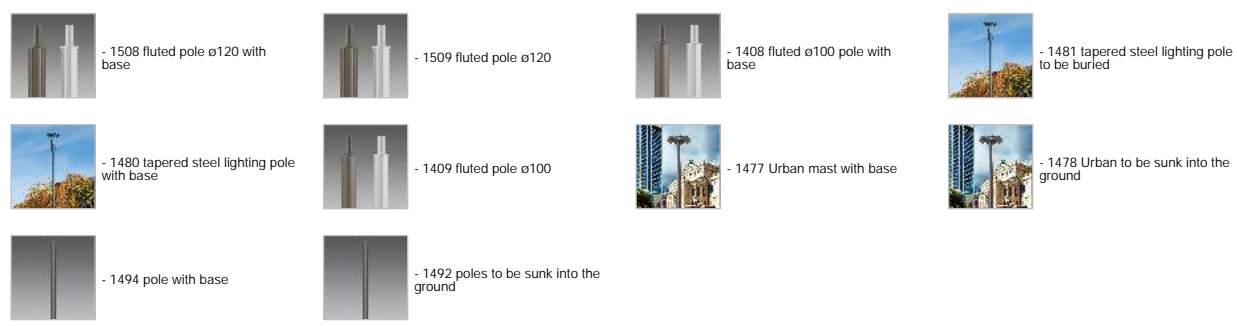 - 1508 fluted pole ø120 with
base
- 1509 fluted pole ø120
- 1408 fluted ø100 pole with
base
- 1481 tapered steel lighting pole
to be buried
- 1480 tapered steel lighting pole
with base
- 1409 fluted pole ø100
- 1477 Urban mast with base
- 1478 Urban to be sunk into the
ground
- 1494 pole with base
- 1492 poles to be sunk into the
ground